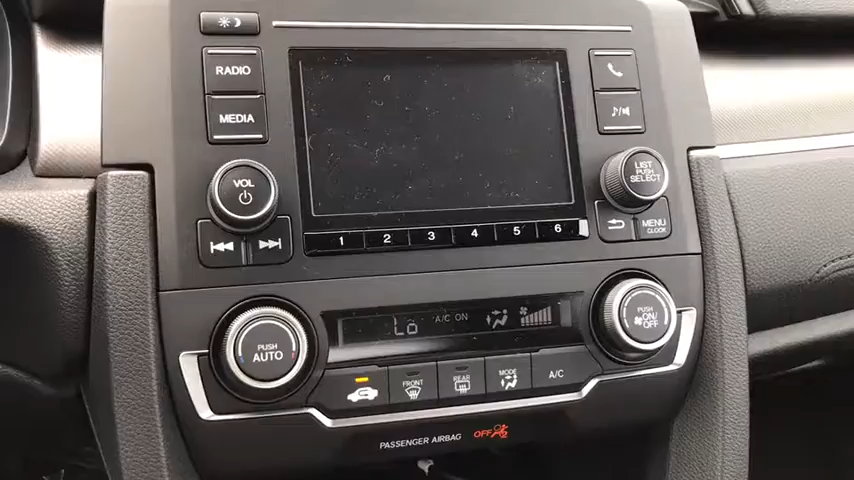 RADIO
MEDIA
VOL
LIST
PUSH
SELECT
MENU
CLOCK
1 2 3 4 5 6
PUSH
AUTO
Lo A/C ON
PUSH
ON/
OFF
FRONT
REAR
MODE
A/C
PASSENGER AIRBAG OFF